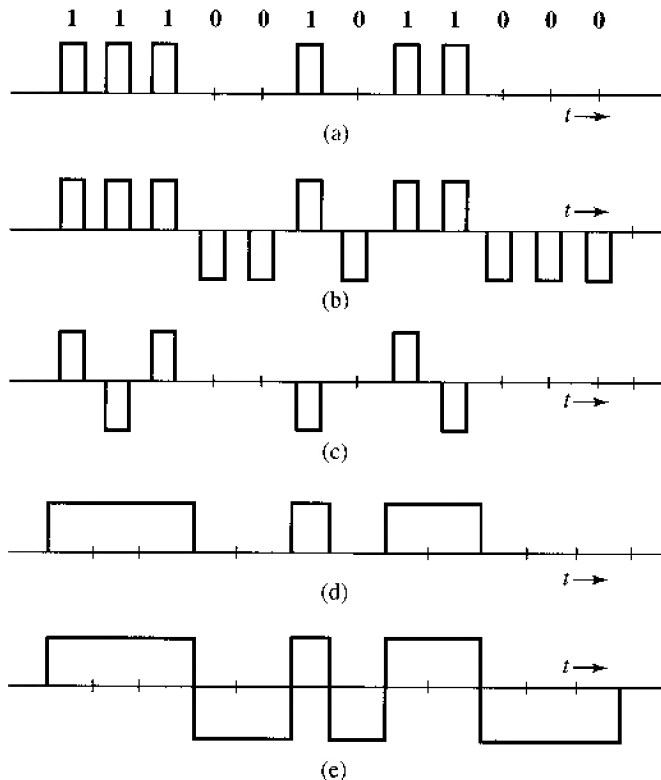 1 1 1 0 0 1 0 1 1 0 0 0
t →
(a)
t →
(b)
t →
(c)
t →
(d)
t →
(e)